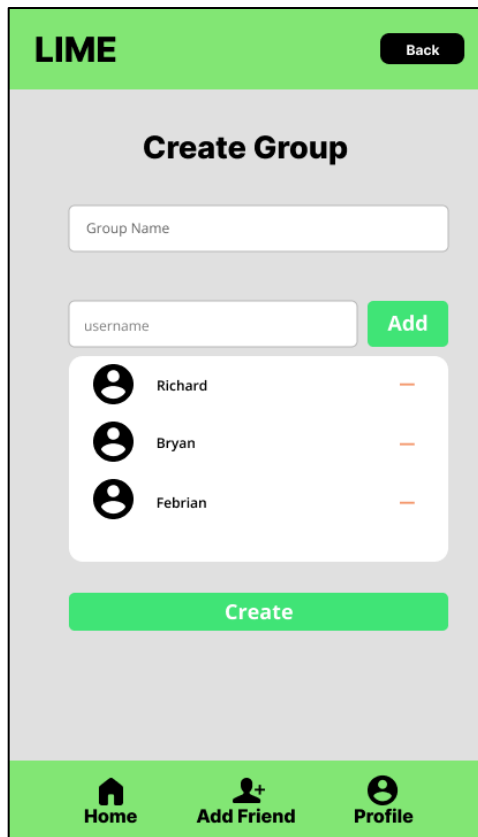 LIME
Back
Create Group
Group Name
username
Add
Richard
Bryan
Febrian
Create
Home
Add Friend
Profile